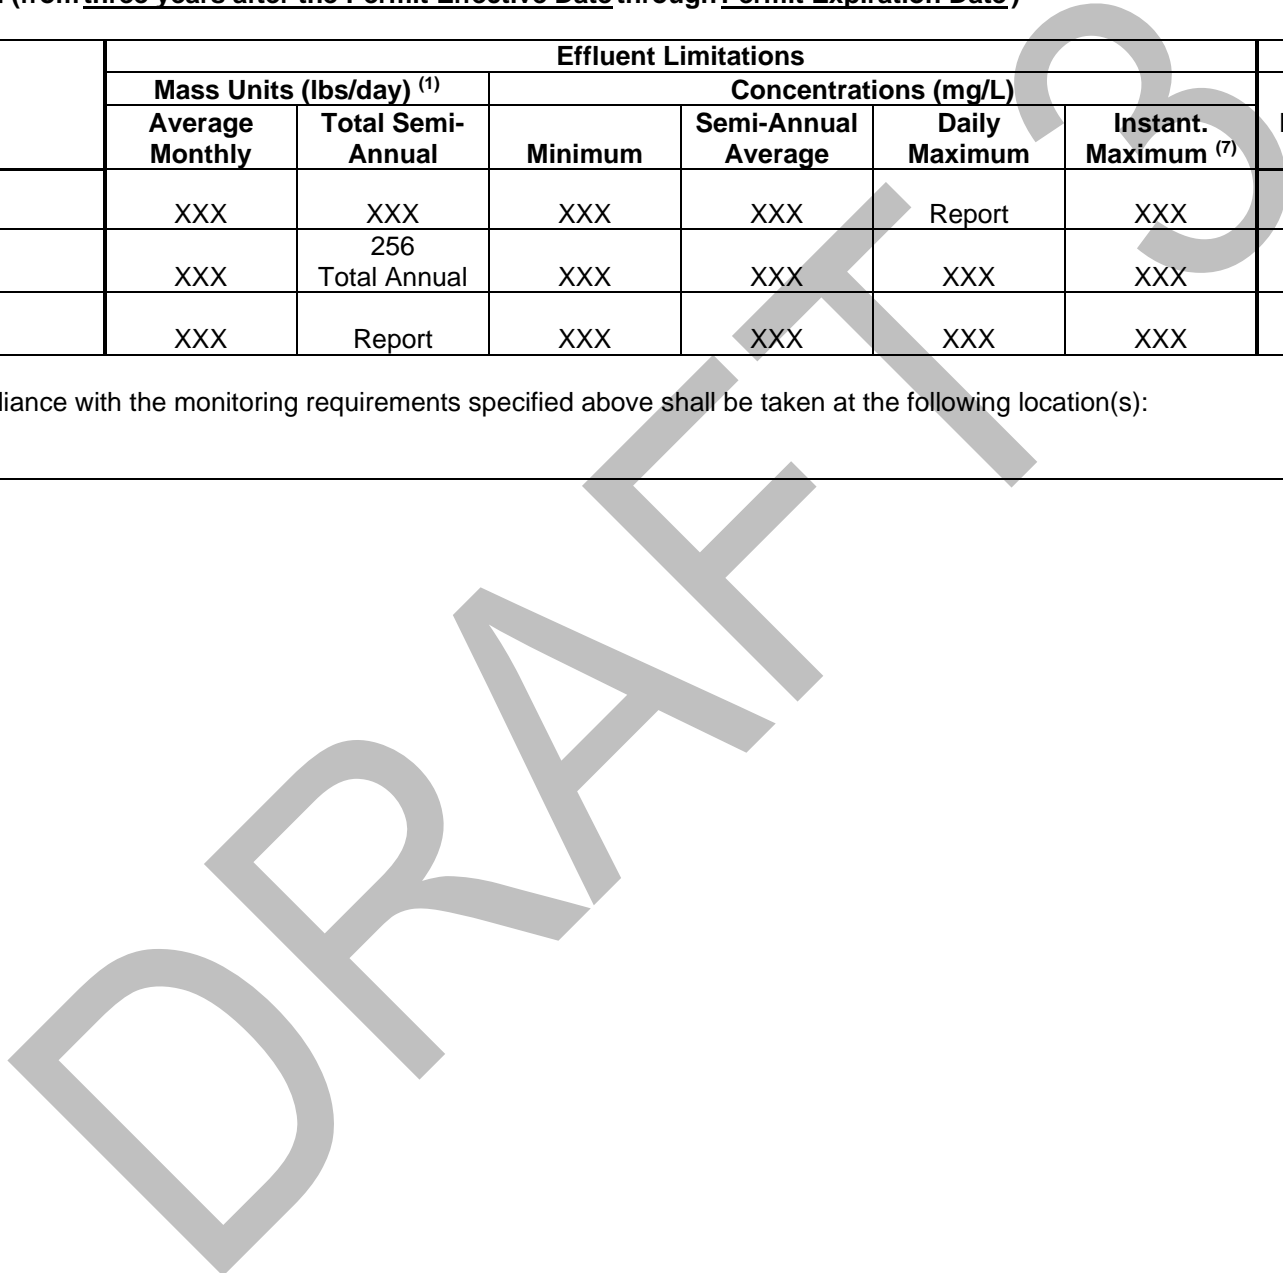 three years after the Permit Effective Date through Permit Expiration Date)
Effluent Limitations
Mass Units (lbs/day) (1) Concentrations (mg/L)
Average Monthly Total Semi-Annual Minimum Semi-Annual Average Daily Maximum Instant. Maximum (7)
XXX XXX XXX XXX Report XXX
256
XXX Total Annual XXX XXX XXX XXX
XXX Report XXX XXX XXX XXX
with the monitoring requirements specified above shall be taken at the following location(s):
DRAFT 3